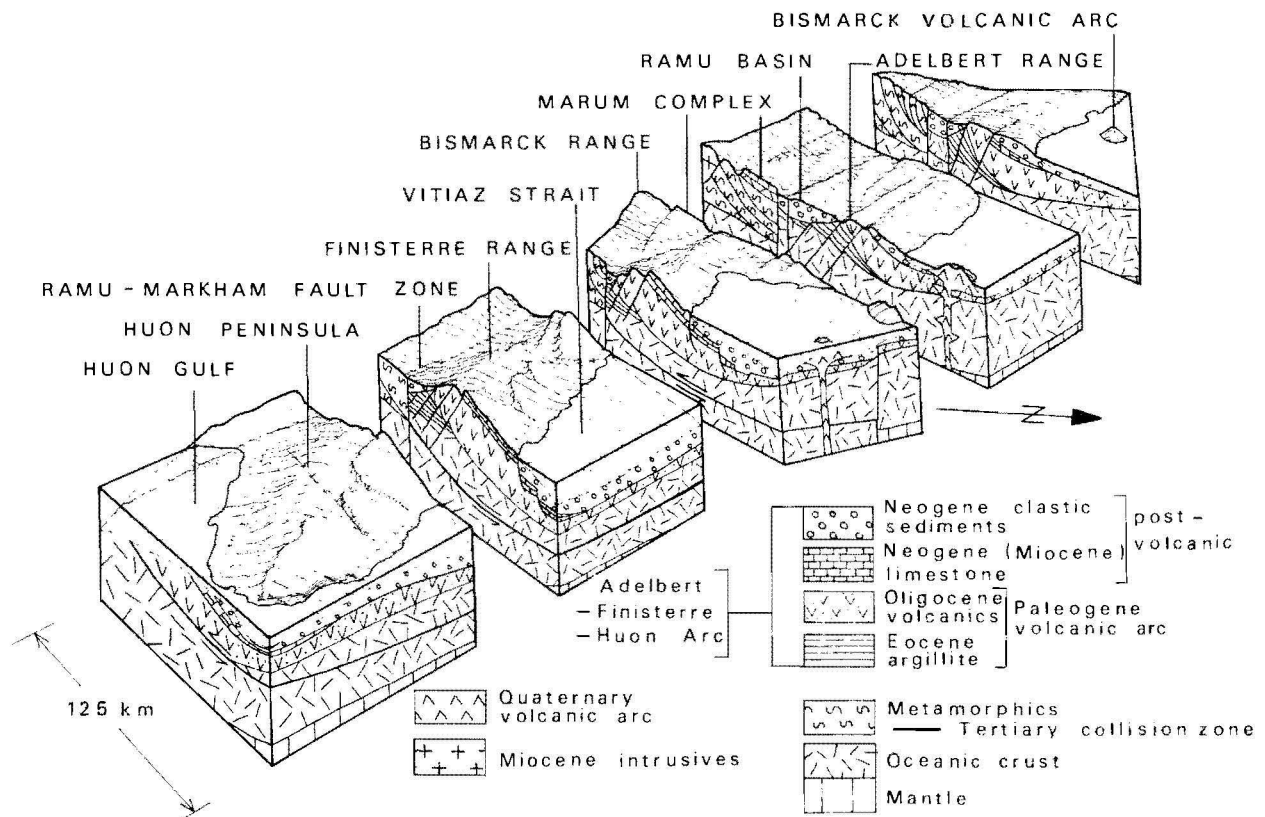 BISMARCK VOLCANIC ARC
RAMU BASIN
ADELBERT RANGE
MARUM COMPLEX
BISMARCK RANGE
VITIAZ STRAIT
FINISTERRE RANGE
RAMU - MARKHAM FAULT ZONE
HUON PENINSULA
HUON GULF
N
125 km
Adelbert
- Finisterre
- Huon Arc
Neogene clastic
sediments
Neogene (Miocene)
limestone
post-
volcanic
Oligocene
volcanics
Eocene
argillite
Paleogene
volcanic arc
Quaternary
volcanic arc
Miocene intrusives
Metamorphics
Tertiary collision zone
Oceanic crust
Mantle